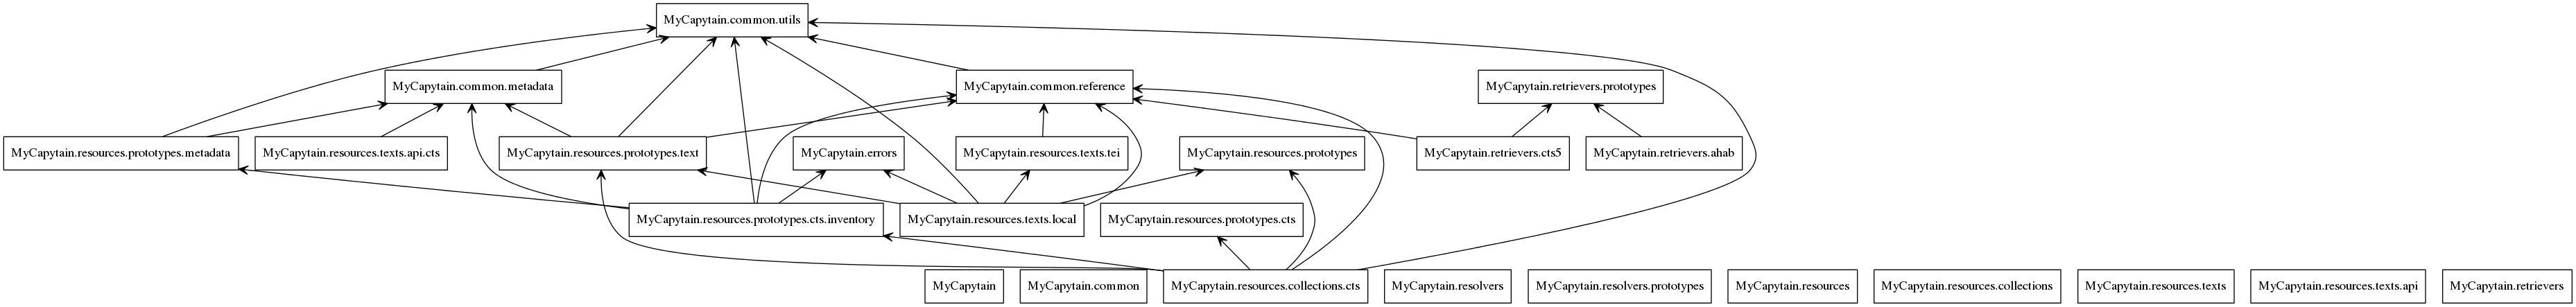 MyCapytain.common.utils
MyCapytain.common.metadata
MyCapytain.common.reference
MyCapytain.retrievers.prototypes
MyCapytain.resources.prototypes.metadata
MyCapytain.resources.texts.api.cts
MyCapytain.resources.prototypes.text
MyCapytain.errors
MyCapytain.resources.texts.tei
MyCapytain.resources.prototypes
MyCapytain.retrievers.cts5
MyCapytain.retrievers.ahab
MyCapytain.resources.prototypes.cts.inventory
MyCapytain.resources.texts.local
MyCapytain.resources.prototypes.cts
MyCapytain
MyCapytain.common
MyCapytain.resources.collections.cts
MyCapytain.resolvers
MyCapytain.resolvers.prototypes
MyCapytain.resources
MyCapytain.resources.collections
MyCapytain.resources.texts
MyCapytain.resources.texts.api
MyCapytain.retrievers